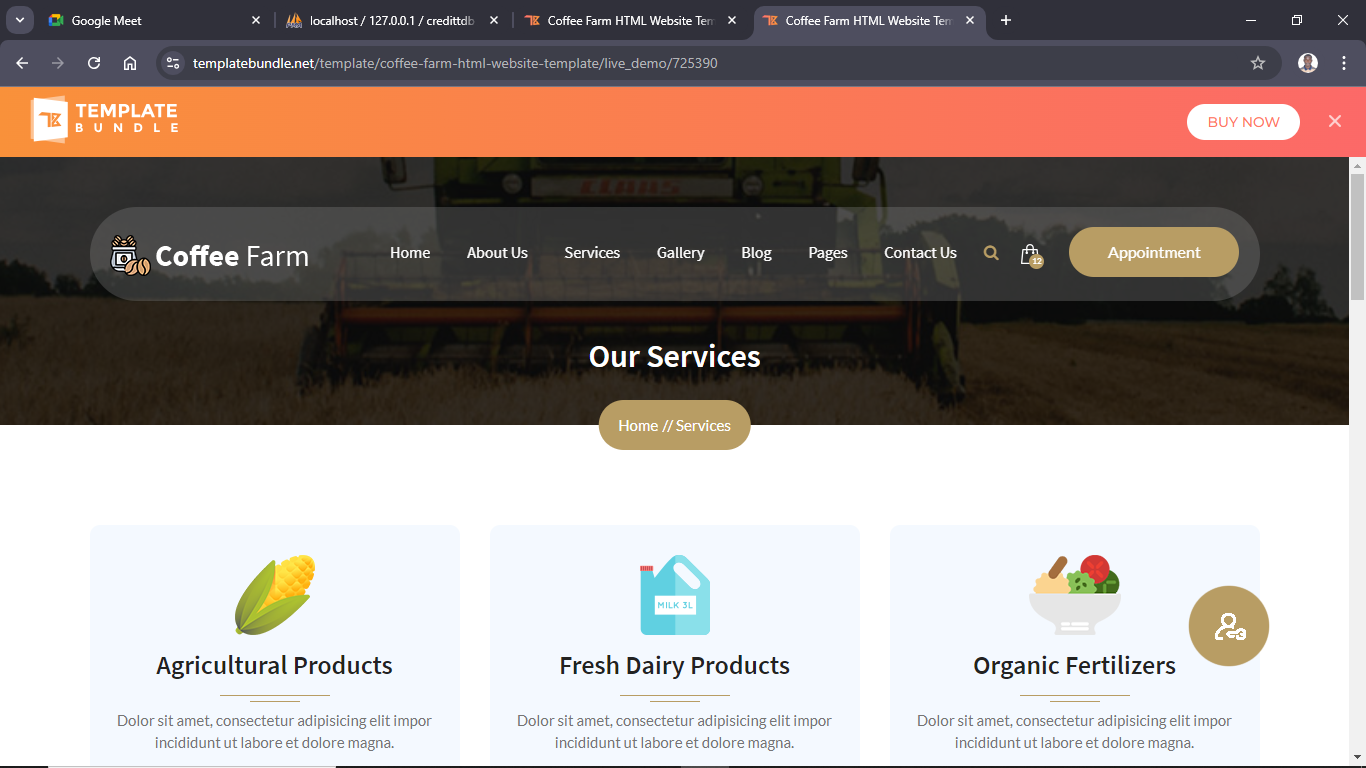 Google Meet
localhost / 127.0.0.1 / credittdb
Coffee Farm HTML Website Tem
Coffee Farm HTML Website Tem
templatebundle.net/template/coffee-farm-html-website-template/live_demo/725390
TEMPLATE
BUNDLE
BUY NOW
CLAAS
Coffee Farm
Home
About Us
Services
Gallery
Blog
Pages
Contact Us
12
Appointment
Our Services
Home // Services
MILK 3L
Agricultural Products
Fresh Dairy Products
Organic Fertilizers
Dolor sit amet, consectetur adipisicing elit impor
incididunt ut labore et dolore magna.
Dolor sit amet, consectetur adipisicing elit impor
incididunt ut labore et dolore magna.
Dolor sit amet, consectetur adipisicing elit impor
incididunt ut labore et dolore magna.